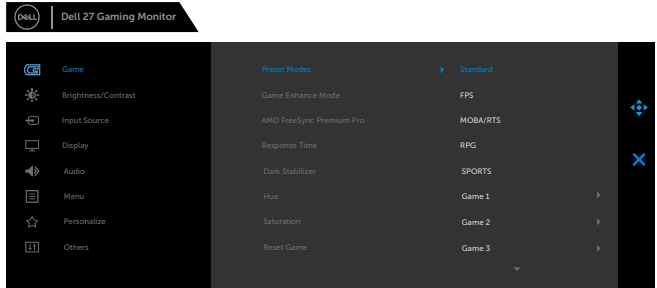 DELL
Dell 27 Gaming Monitor
Game
Preset Modes
Standard
Brightness/Contrast
Game Enhance Mode
FPS
Input Source
AMD FreeSync Premium Pro
MOBA/RTS
Display
Response Time
RPG
Audio
Dark Stabilizer
SPORTS
Menu
Hue
Game 1
Personalize
Saturation
Game 2
Others
Reset Game
Game 3